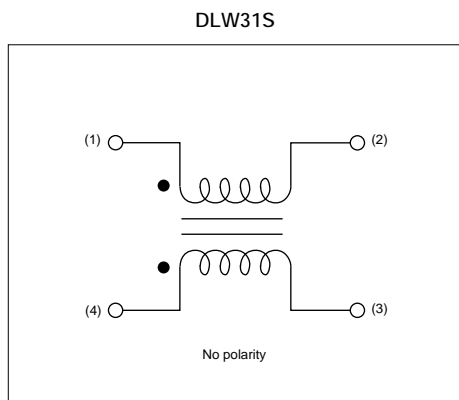 DLW31S
(1)
(2)
(4)
(3)
No polarity